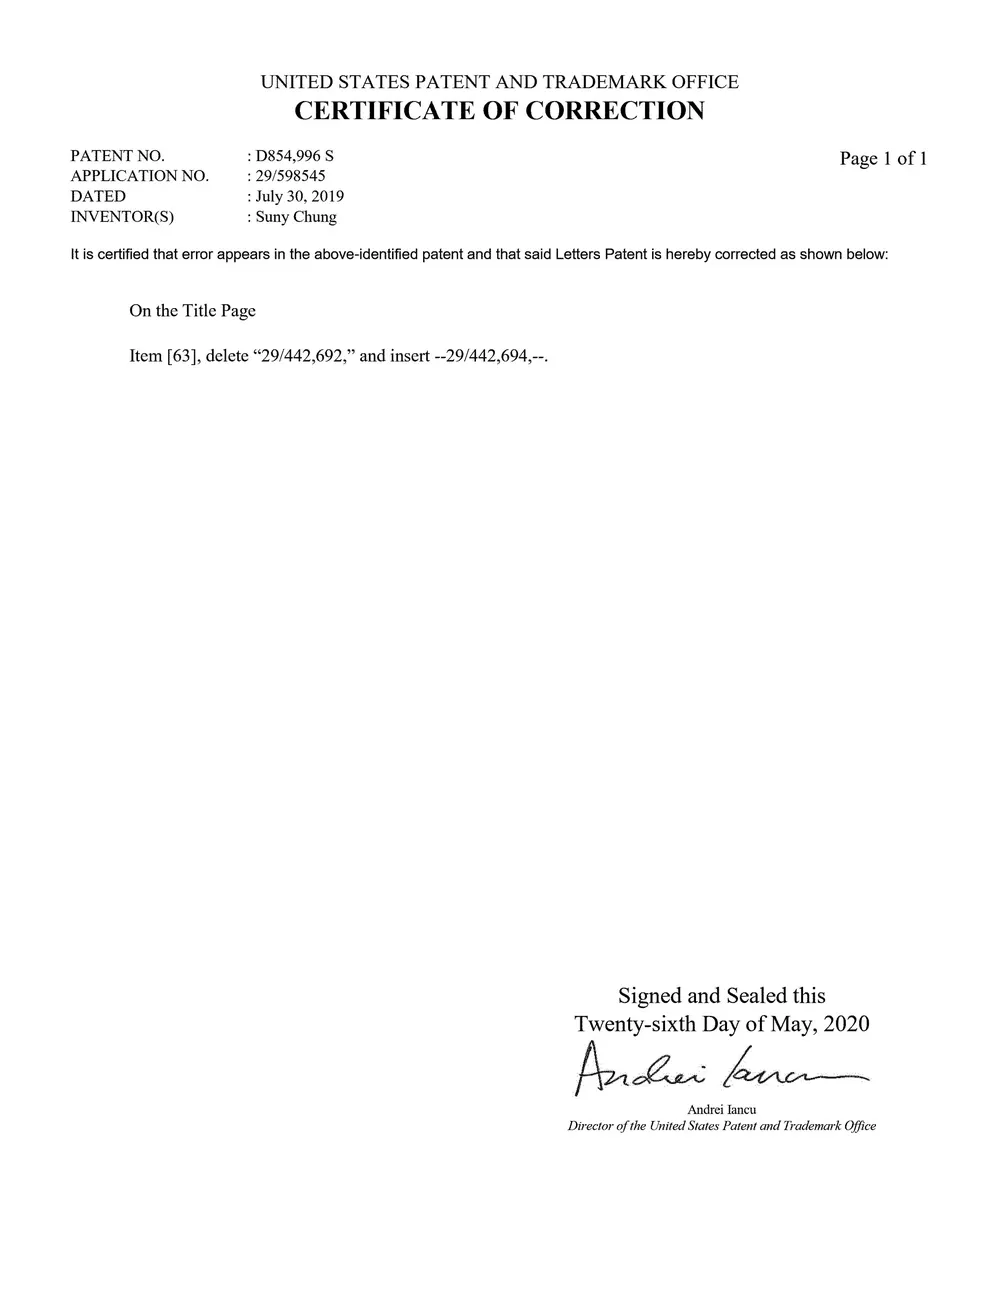 UNITED STATES PATENT AND TRADEMARK OFFICE
CERTIFICATE OF CORRECTION
PATENT NO. : D854,996 S
Page 1 of 1
APPLICATION NO. : 29/598545
DATED : July 30, 2019
INVENTOR(S) : Suny Chung
It is certified that error appears in the above-identified patent and that said Letters Patent is hereby corrected as shown below:
On the Title Page
Item [63], delete “29/442,692,” and insert --29/442,694,--.
Signed and Sealed this
Twenty-sixth Day of May, 2020
Andrei Iancu
Andrei Iancu
Director of the United States Patent and Trademark Office